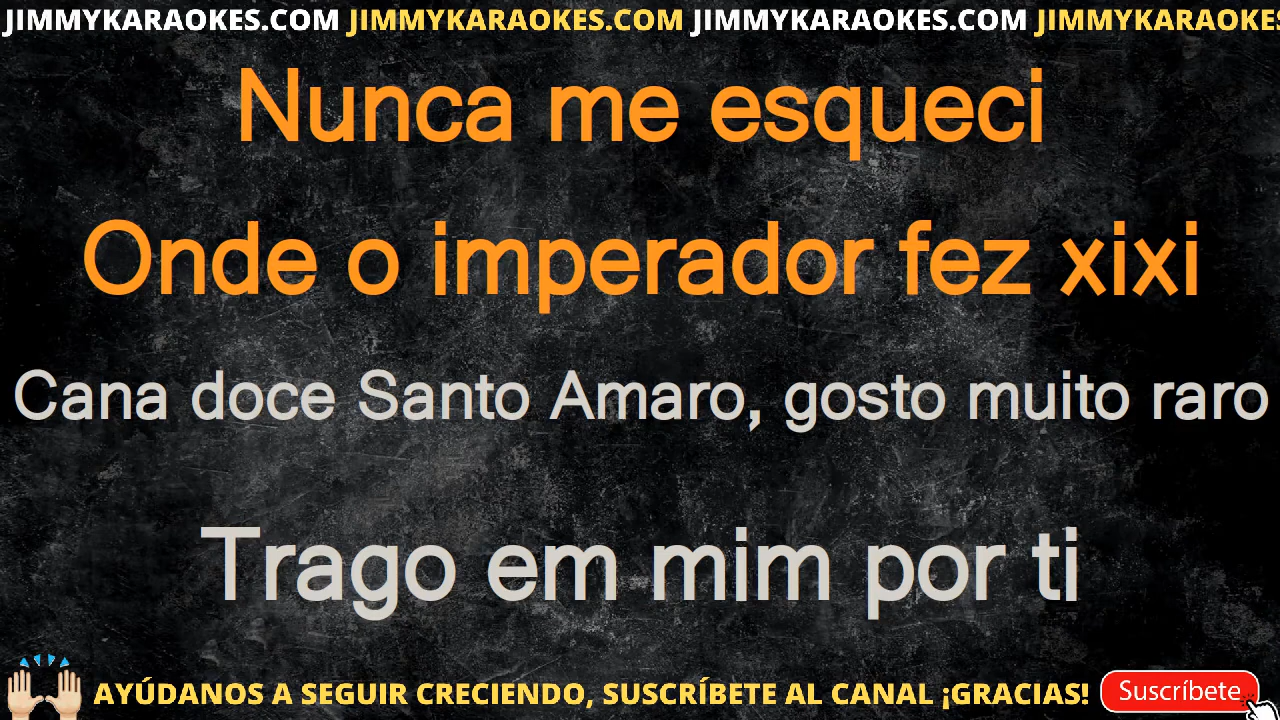 JIMMYKARAOKES.COM JIMMYKARAOKES.COM JIMMYKARAOKES.COM JIMMYKARAOKES
Nunca me esqueci
Onde o imperador fez xixi
Cana doce Santo Amaro, gosto muito raro
Trago em mim por ti
AYÚDANOS A SEGUIR CRECIENDO, SUSCRÍBETE AL CANAL ¡GRACIAS! Suscríbete